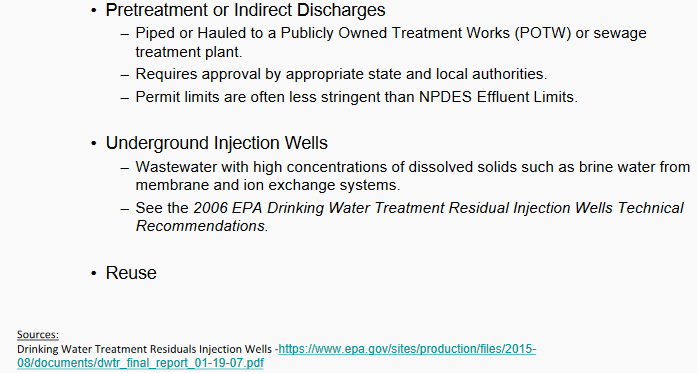 • Pretreatment or Indirect Discharges
– Piped or Hauled to a Publicly Owned Treatment Works (POTW) or sewage
treatment plant.
– Requires approval by appropriate state and local authorities.
– Permit limits are often less stringent than NPDES Effluent Limits.
• Underground Injection Wells
– Wastewater with high concentrations of dissolved solids such as brine water from
membrane and ion exchange systems.
– See the 2006 EPA Drinking Water Treatment Residual Injection Wells Technical
Recommendations.
• Reuse
Sources:
Drinking Water Treatment Residuals Injection Wells -https://www.epa.gov/sites/production/files/2015-
08/documents/dwtr_final_report_01-19-07.pdf